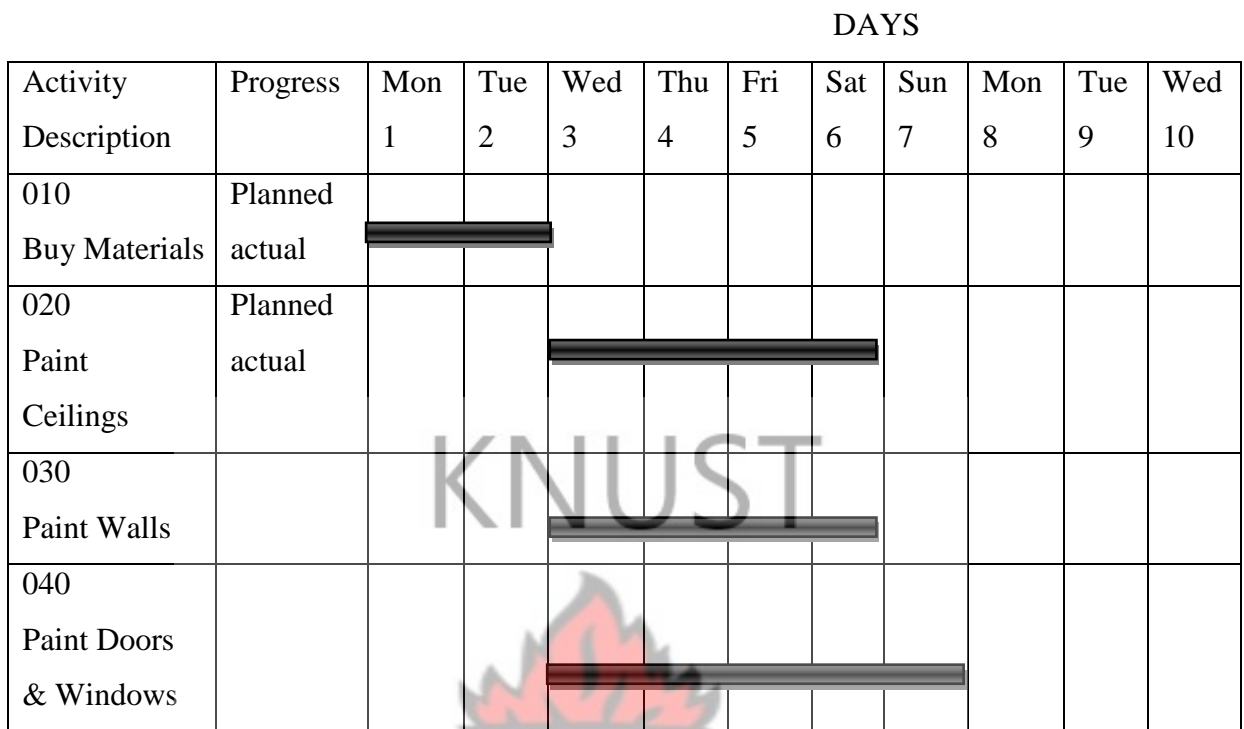 DAYS
Activity Description Progress Mon 1 Tue 2 Wed 3 Thu 4 Fri 5 Sat 6 Sun 7 Mon 8 Tue 9 Wed 10
010 Buy Materials Planned actual
020 Paint Ceilings Planned actual
030 Paint Walls
040 Paint Doors & Windows
KNUST